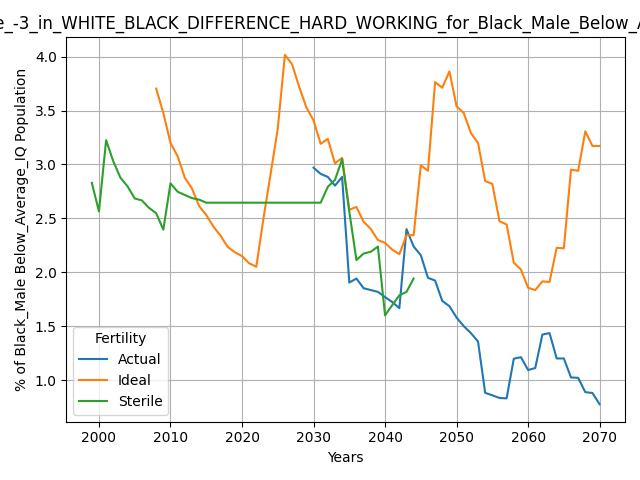 e_-3_in_WHITE_BLACK_DIFFERENCE_HARD_WORKING_for_Black_Male_Below_A
% of Black_Male Below_Average_IQ Population
4.0
3.5
3.0
2.5
2.0
1.5
1.0
Fertility
Actual
Ideal
Sterile
2000 2010 2020 2030 2040 2050 2060 2070
Years